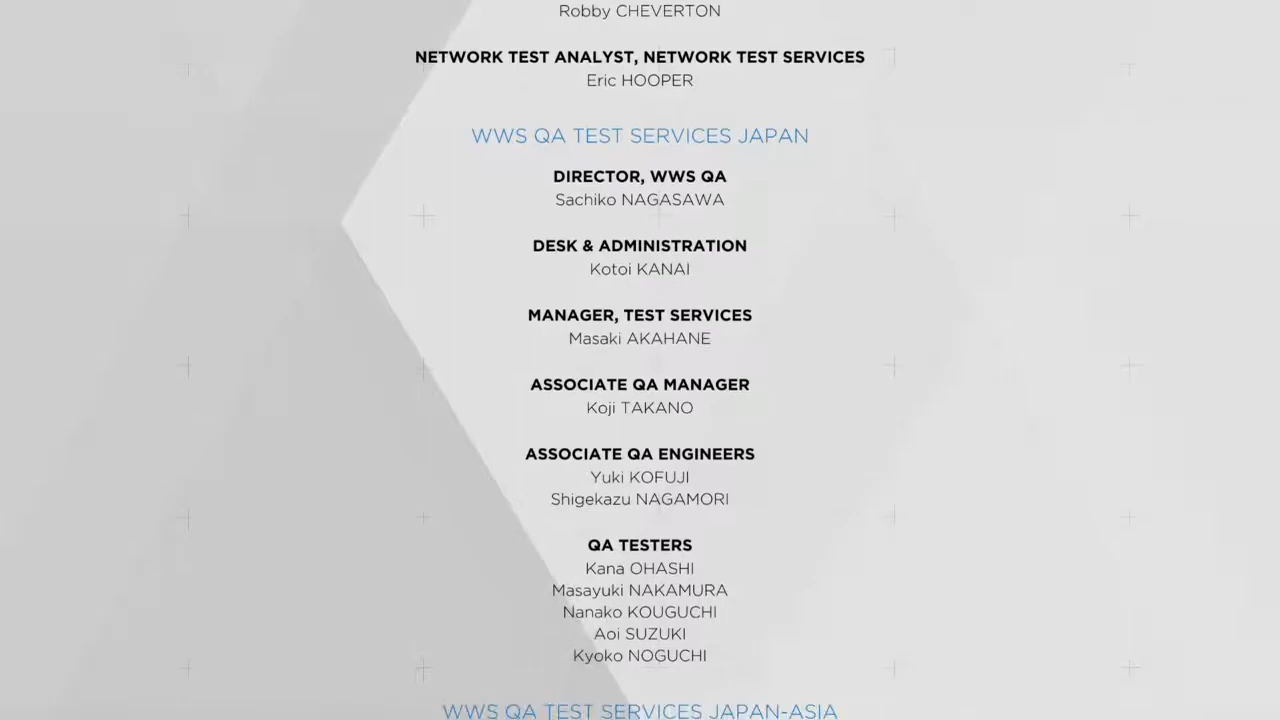 Robby CHEVERTON
NETWORK TEST ANALYST, NETWORK TEST SERVICES
Eric HOOPER
WWS QA TEST SERVICES JAPAN
DIRECTOR, WWS QA
Sachiko NAGASAWA
DESK & ADMINISTRATION
Kotoi KANAI
MANAGER, TEST SERVICES
Masaki AKAHANE
ASSOCIATE QA MANAGER
Koji TAKANO
ASSOCIATE QA ENGINEERS
Yuki KOFUJI
Shigekazu NAGAMORI
QA TESTERS
Kana OHASHI
Masayuki NAKAMURA
Nanako KOUGUCHI
Aoi SUZUKI
Kyoko NOGUCHI
WWS QA TEST SERVICES JAPAN-ASIA